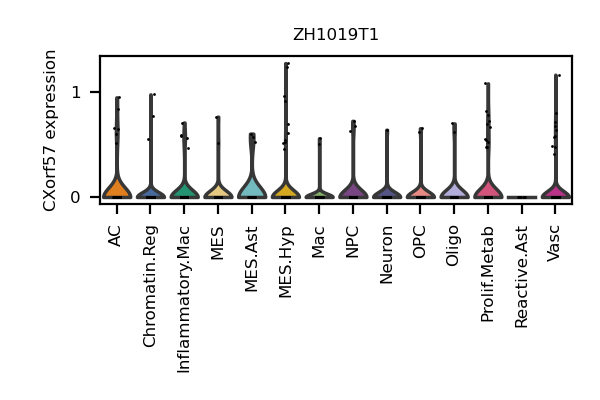 ZH1019T1
CXorf57 expression
1
0
AC
Chromatin.Reg
Inflammatory.Mac
MES
MES.Ast
MES.Hyp
Mac
NPC
Neuron
OPC
Oligo
Prolif.Metab
Reactive.Ast
Vasc